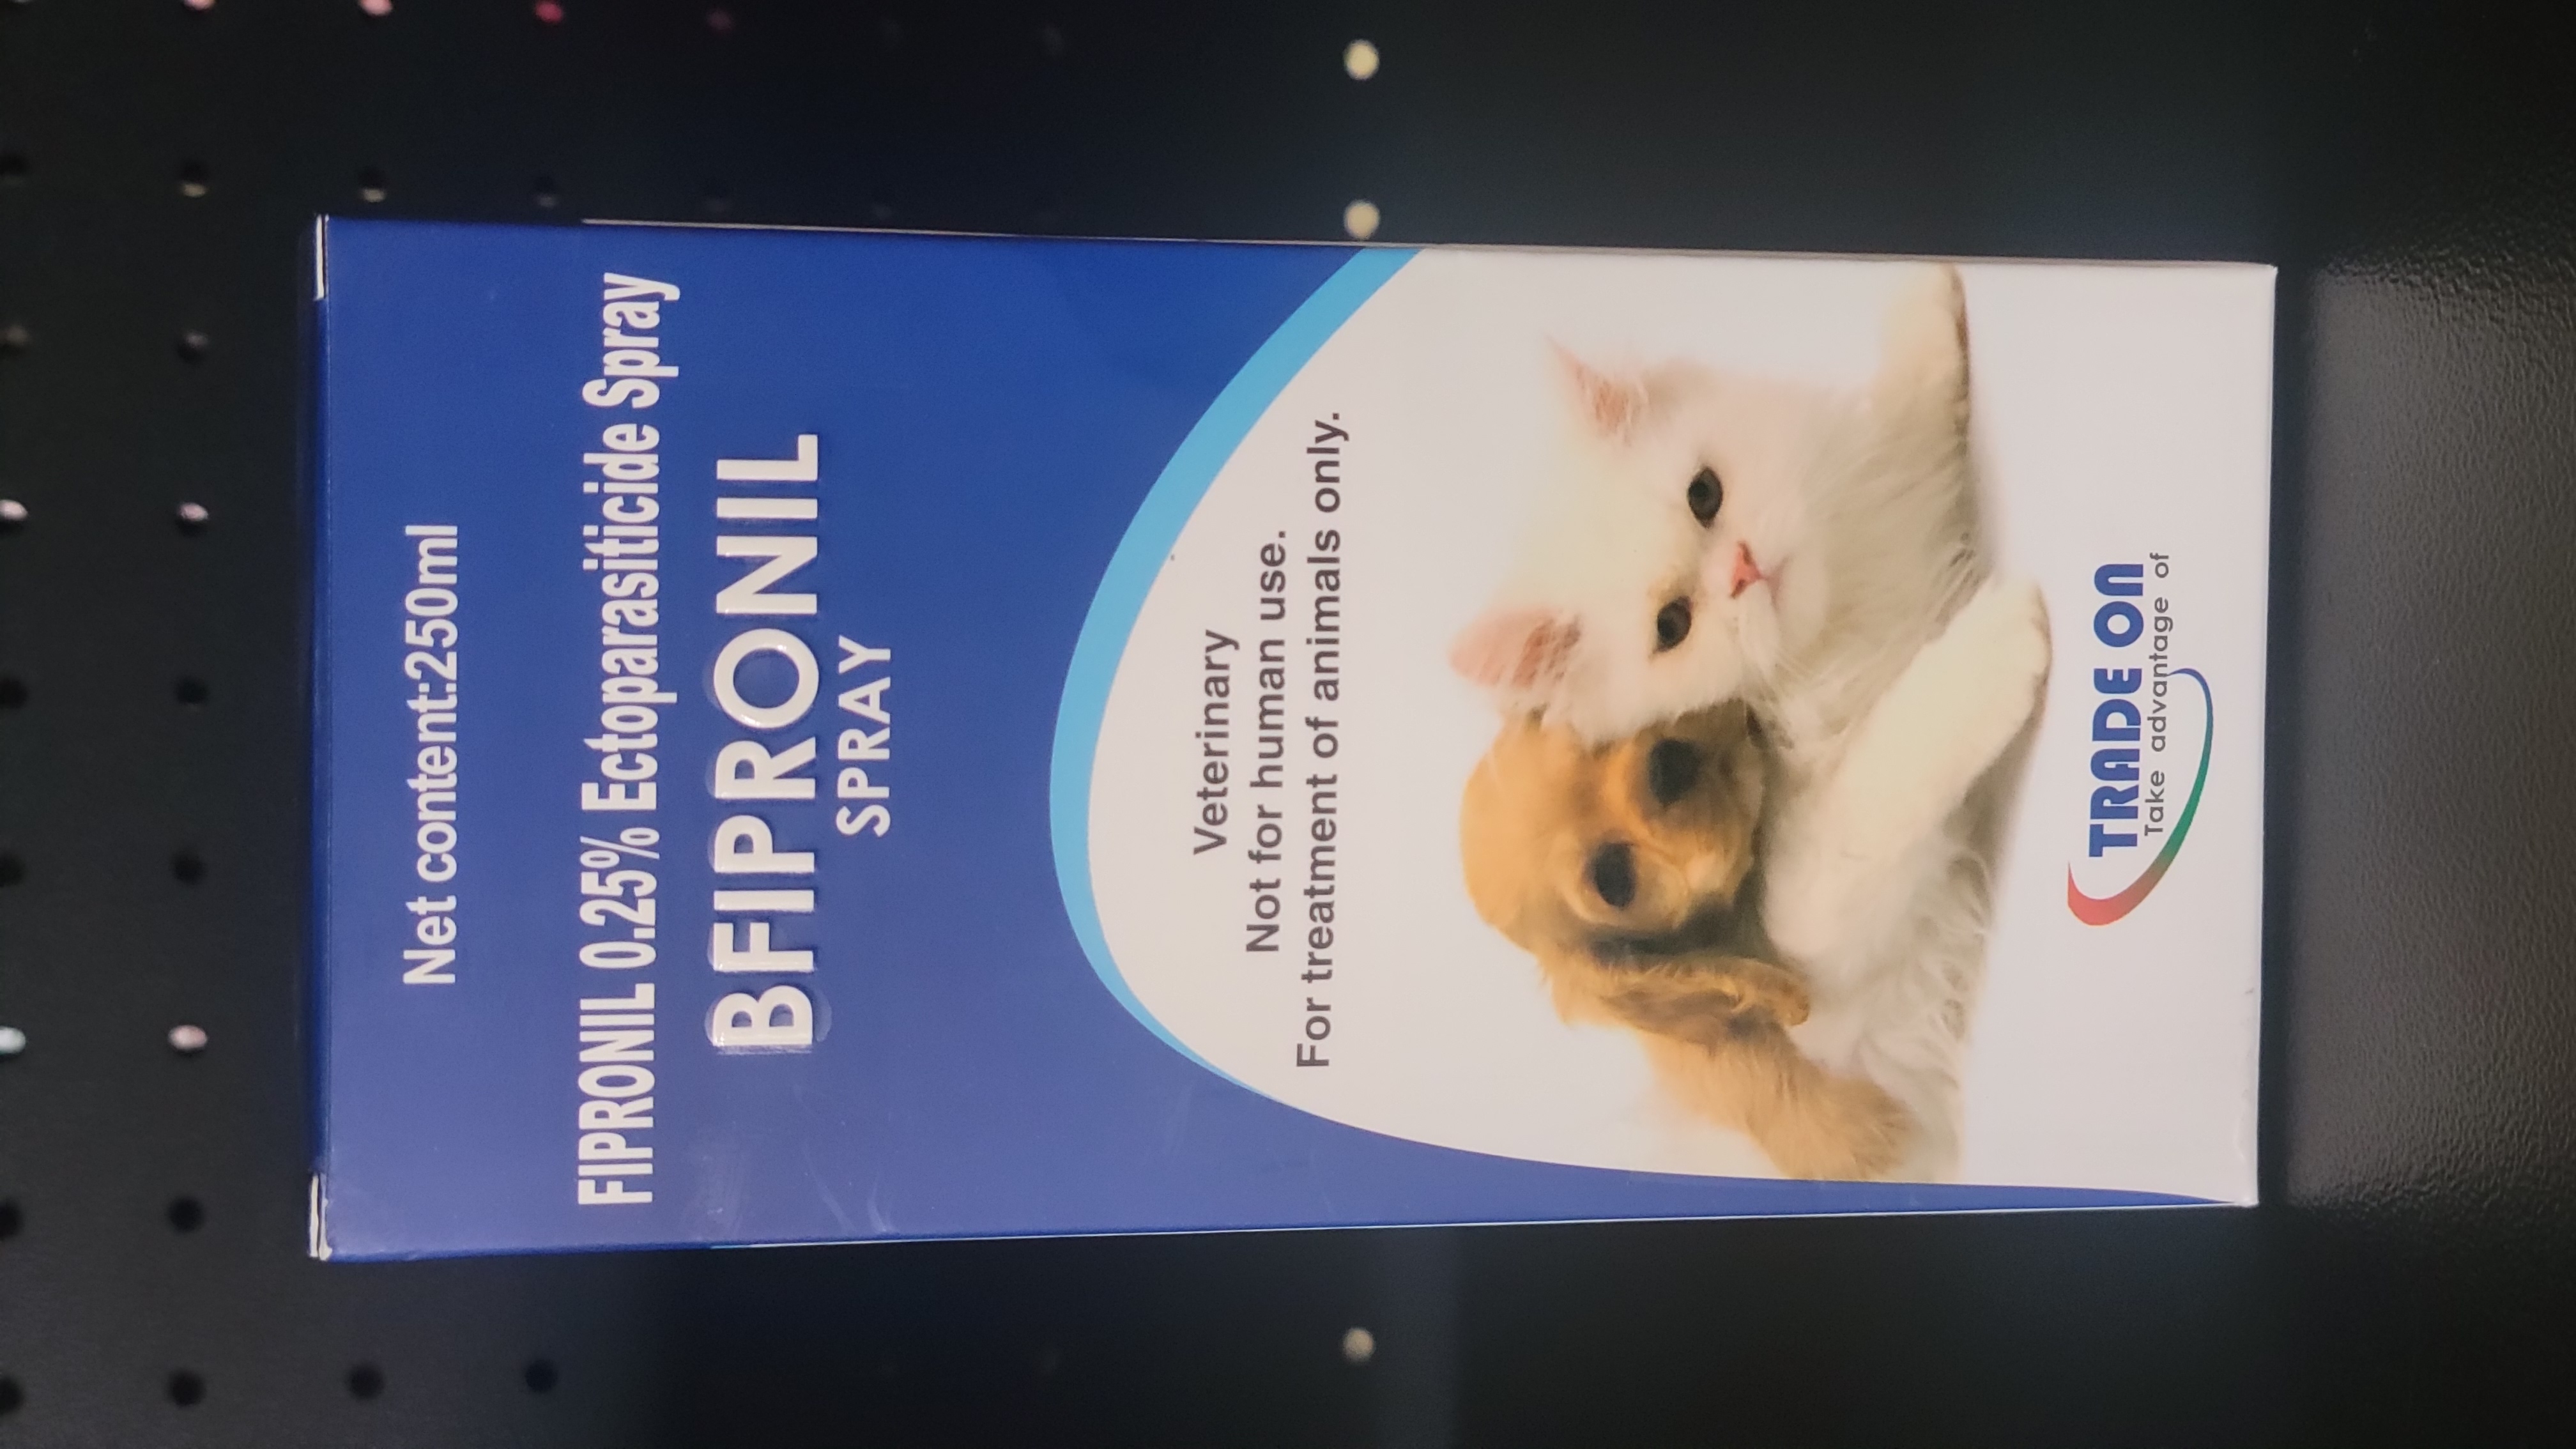 Net content:250ml
FIPRONIL 0.25% Ectoparasiticide Spray
BFIPRONIL
SPRAY
Veterinary
Not for human use.
For treatment of animals only.
TRADE ON
Take advantage of